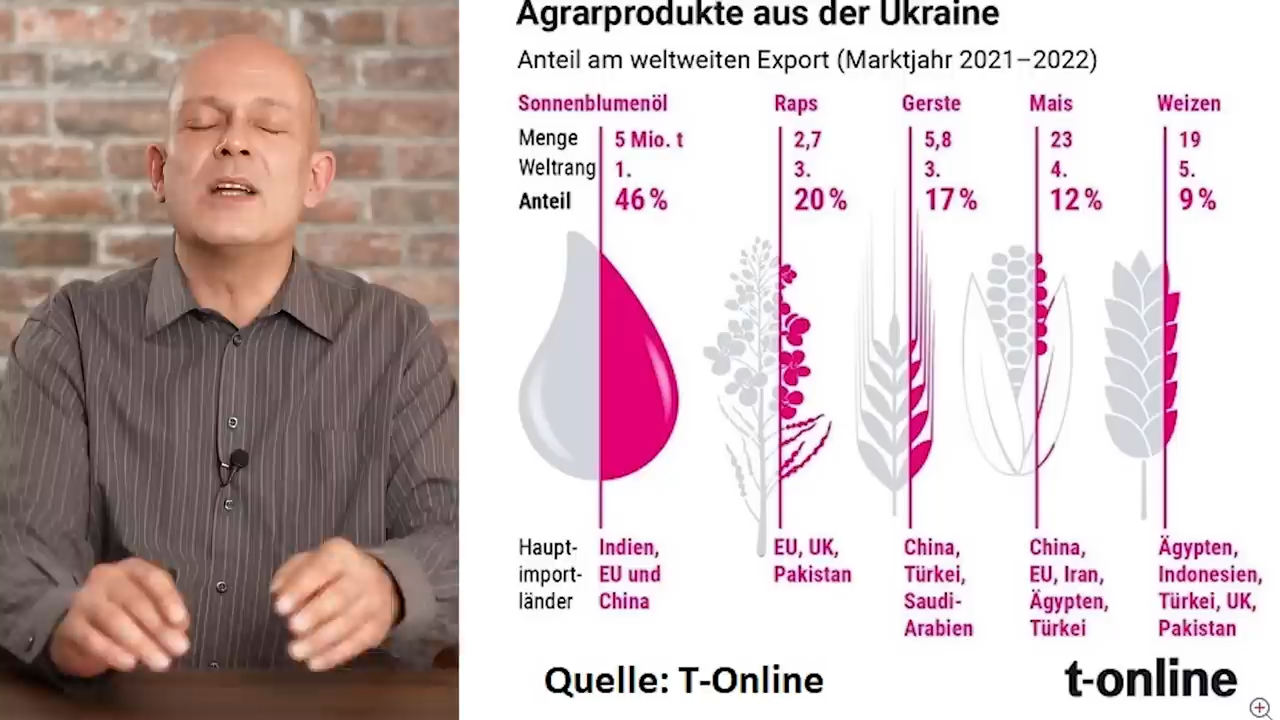 Agrarprodukte aus der Ukraine
Anteil am weltweiten Export (Marktjahr 2021–2022)
Sonnenblumenöl Raps Gerste Mais Weizen
Menge 5 Mio. t 2,7 5,8 23 19
Weltrang 1. 3. 3. 4. 5.
Anteil 46 % 20 % 17 % 12 % 9 %
Haupt- Indien, EU, UK, China, China, Ägypten,
import- EU und Pakistan Türkei, EU, Iran, Indonesien,
länder China Saudi- Ägypten, Türkei, UK,
Arabien Türkei Pakistan
Quelle: T-Online t-online